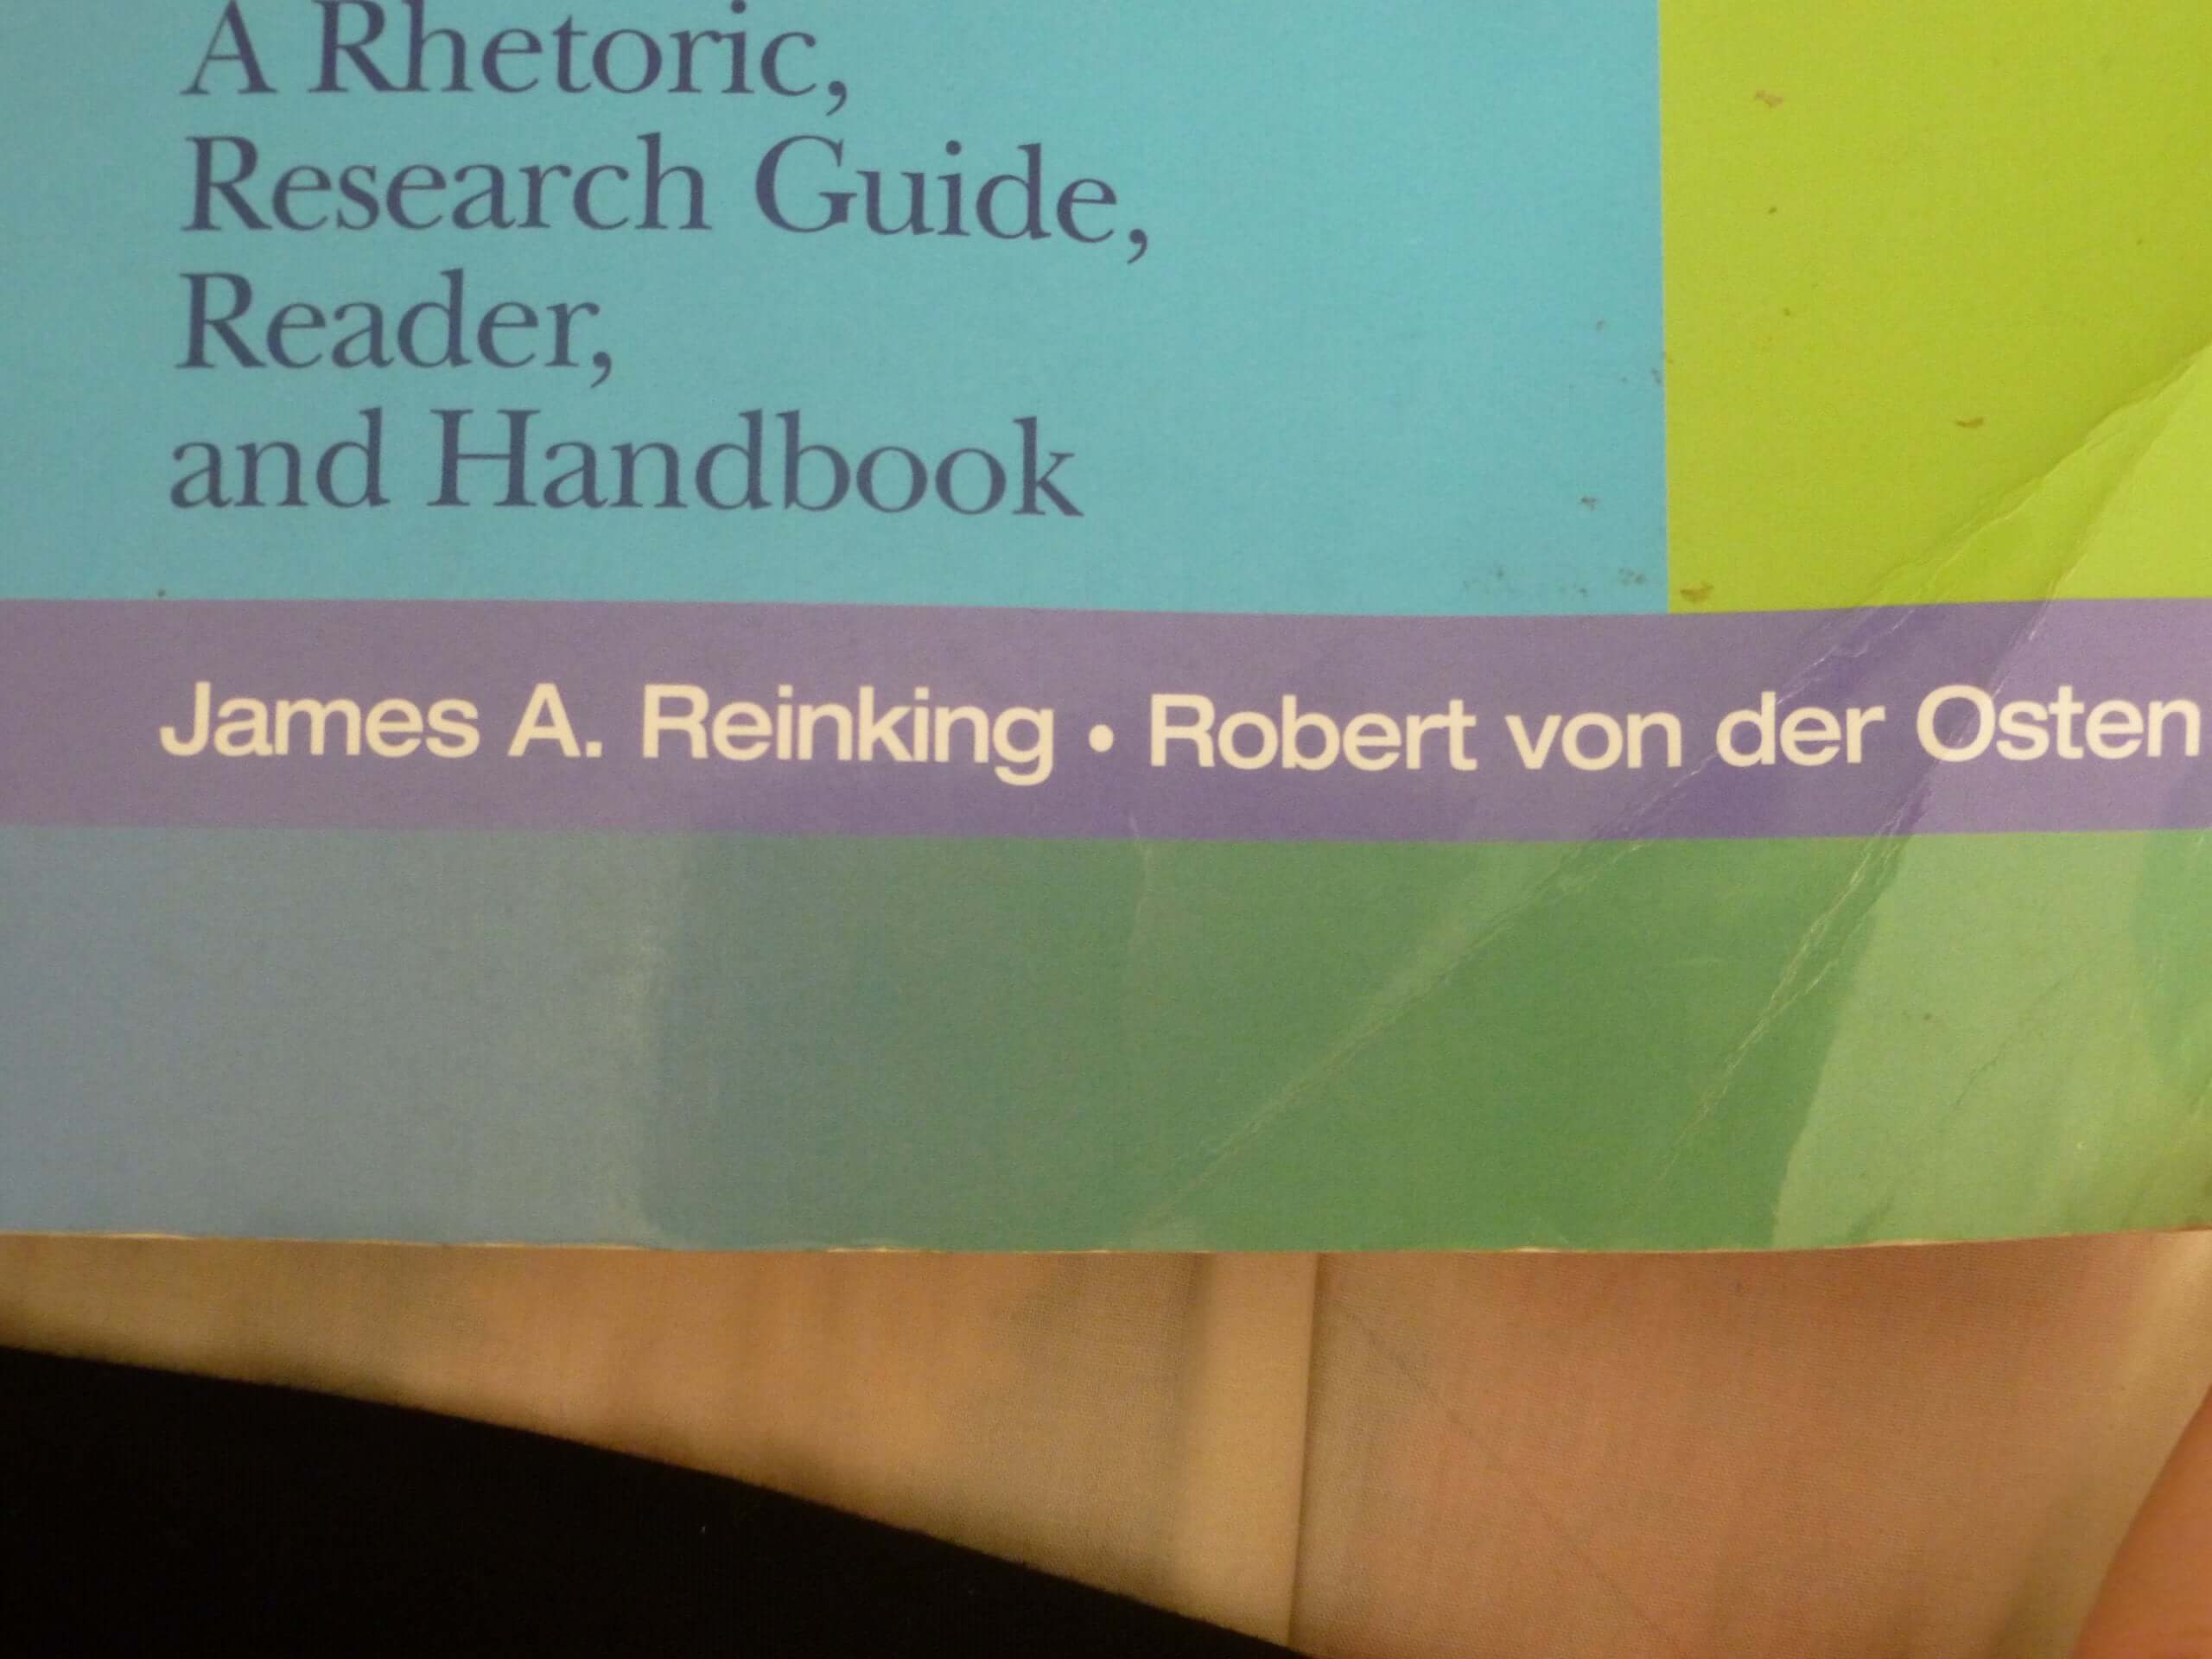 A Rhetoric,
Research Guide,
Reader,
and Handbook
James A. Reinking • Robert von der Osten